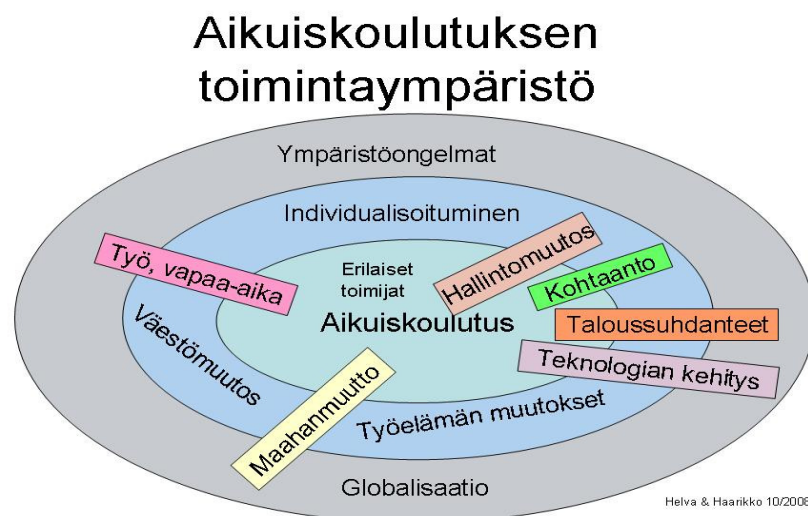 Aikuiskoulutuksen
toimintaympäristö
Ympäristöongelmat
Individualisoituminen
Työ, vapaa-aika
Erilaiset
toimijat
Hallintomuutos
Kohtaanto
Aikuiskoulutus
Taloussuhdanteet
Väestömuutos
Teknologian kehitys
Maahanmuutto
Työelämän muutokset
Globalisaatio
Helva & Haarikko 10/2008